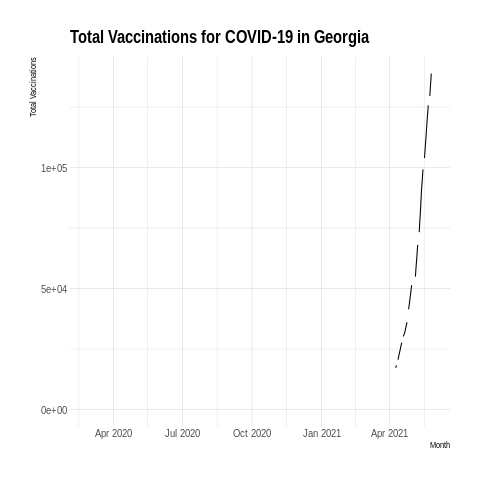 Total Vaccinations for COVID-19 in Georgia
Total Vaccinations
1e+05
5e+04
0e+00
Apr 2020 Jul 2020 Oct 2020 Jan 2021 Apr 2021
Month